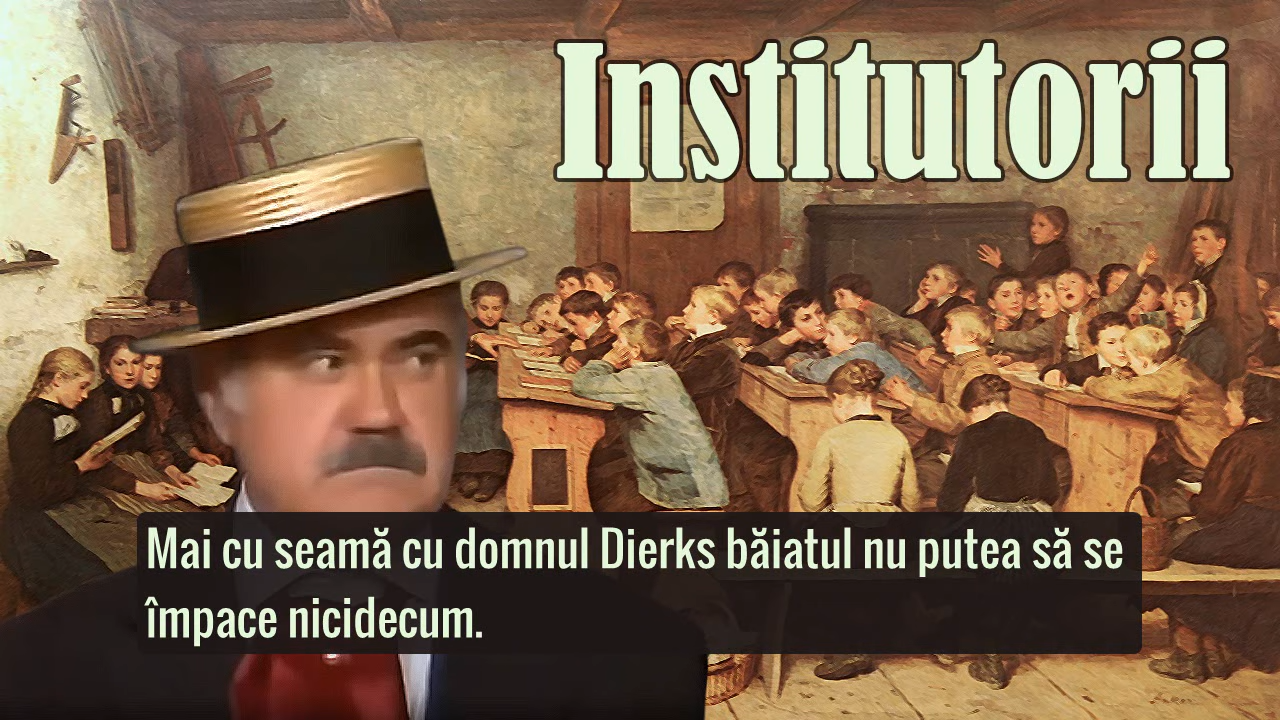 Institutorii
Mai cu seamă cu domnul Dierks băiatul nu putea să se
împace nicidecum.